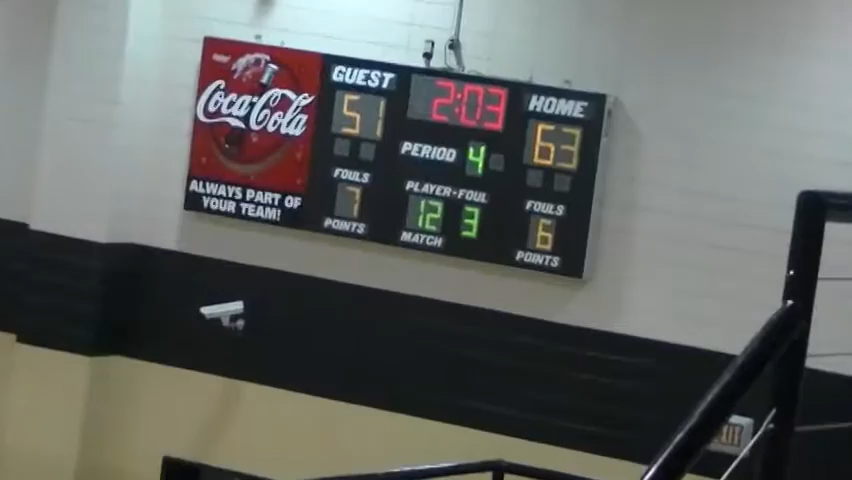 Coca-Cola
ALWAYS PART OF
YOUR TEAM!
GUEST
51
2:03
HOME
63
PERIOD 4
FOULS
7
POINTS
PLAYER-FOUL
12 3
MATCH
FOULS
6
POINTS